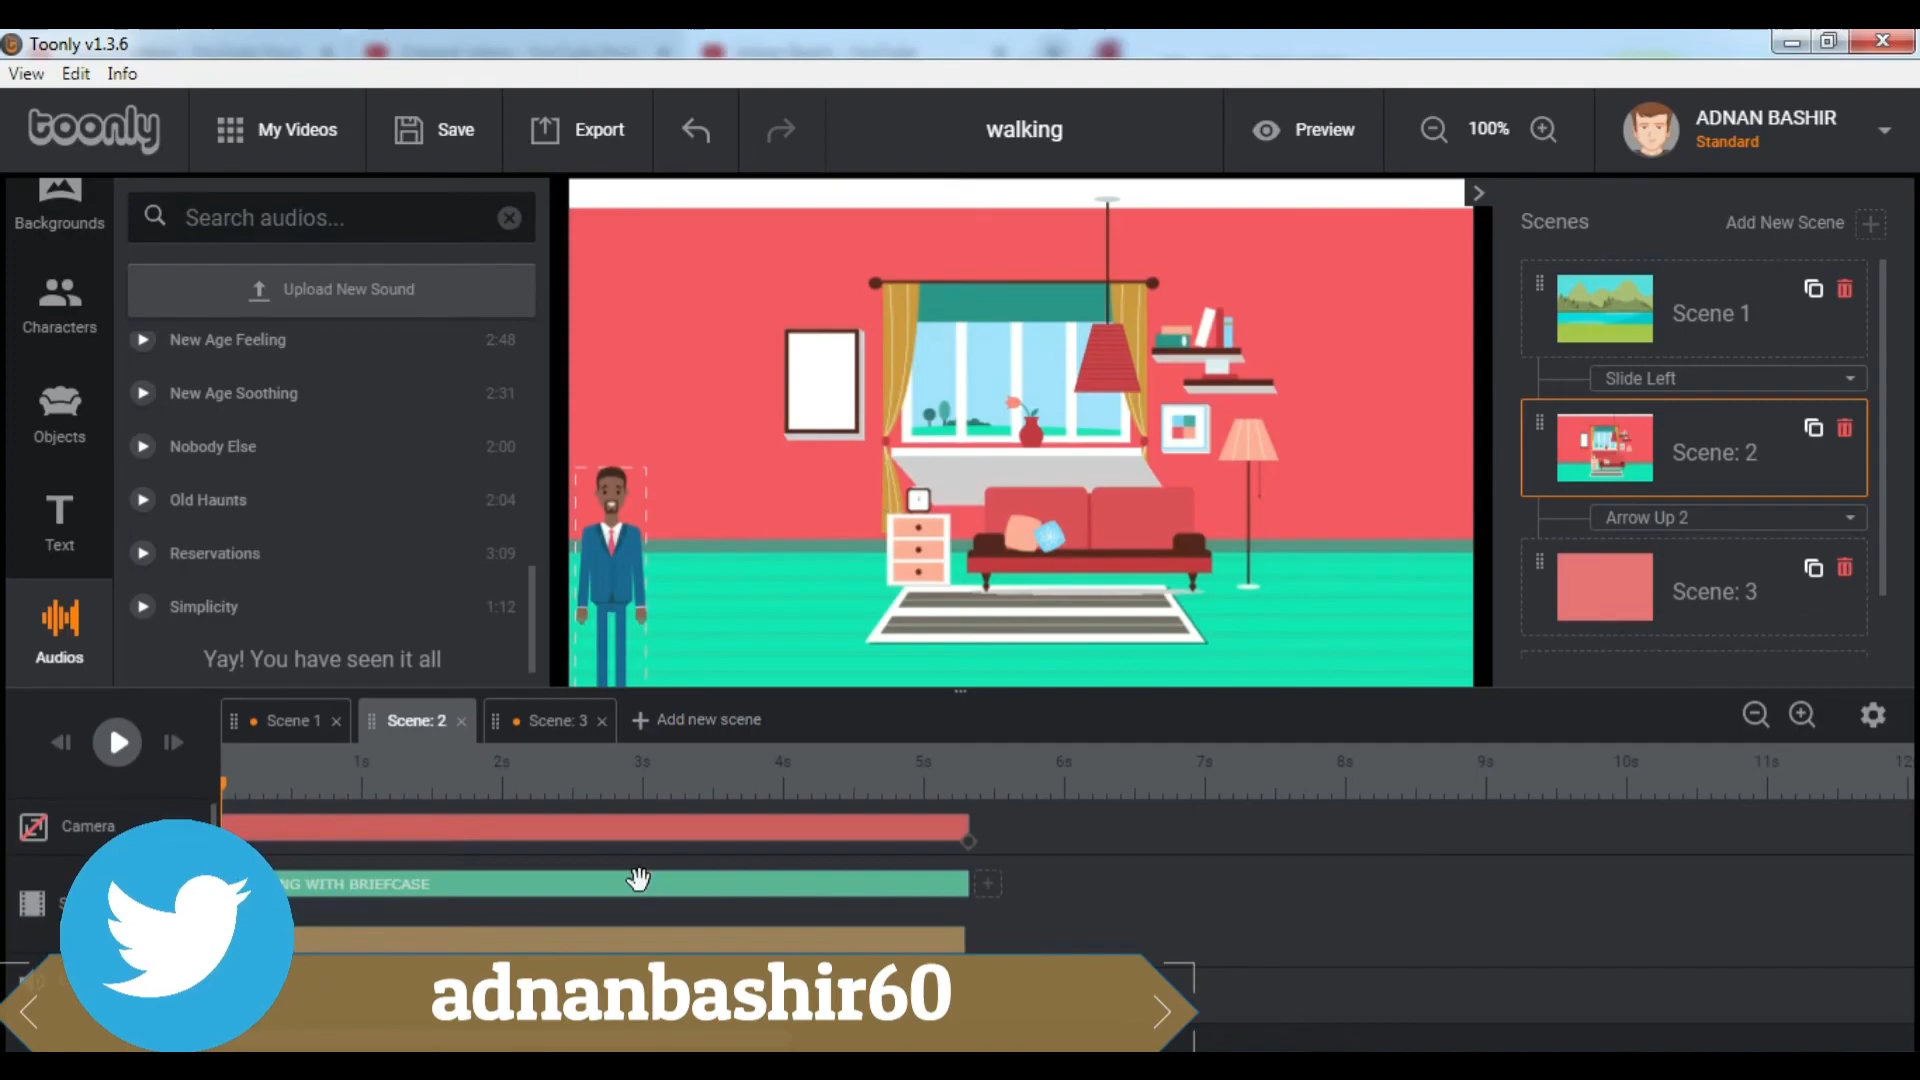 Toonly v1.3.6
View Edit Info
toonly
My Videos
Save
Export
walking
Preview
100%
ADNAN BASHIR
Standard
Backgrounds
Characters
Objects
Text
Audios
Search audios...
Upload New Sound
New Age Feeling 2:48
New Age Soothing 2:31
Nobody Else 2:00
Old Haunts 2:04
Reservations 3:09
Simplicity 1:12
Yay! You have seen it all
Scenes
Add New Scene
Scene 1
Slide Left
Scene: 2
Arrow Up 2
Scene: 3
Scene 1
Scene: 2
Scene: 3
Add new scene
1s 2s 3s 4s 5s 6s 7s 8s 9s 10s 11s 12
Camera
NG WITH BRIEFCASE
adnanbashir60